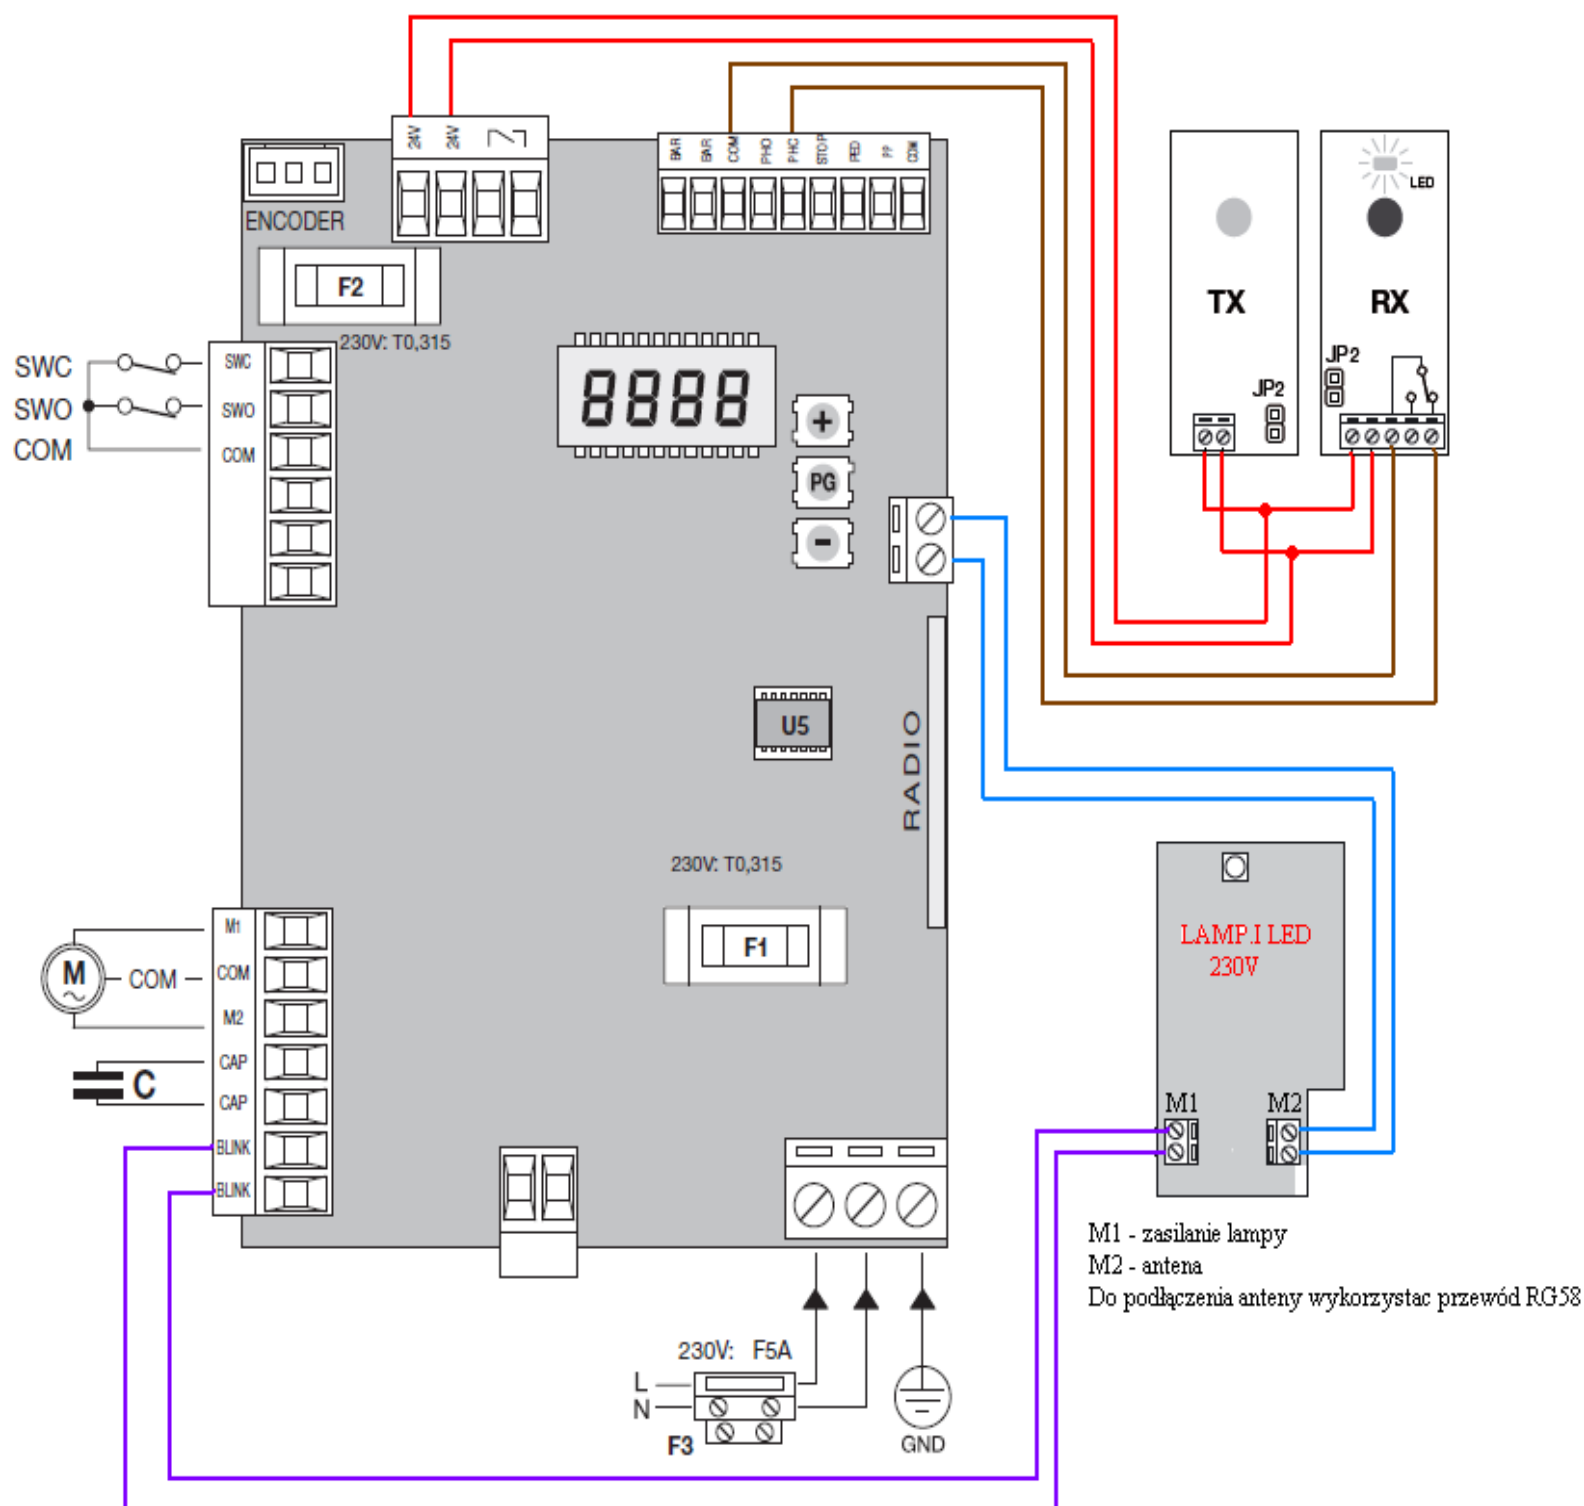 24V
24V
BAR
BAR
COM
PHO
PHC
STOP
PED
PP
COM
ENCODER
F2
230V: T0,315
LED
TX
RX
JP2
JP2
SWC
SWO
COM
SWC
SWO
COM
8888
+
PG
-
U5
RADIO
230V: T0,315
F1
M
COM
C
M1
COM
M2
CAP
CAP
BLINK
BLINK
LAMP.I LED
230V
M1
M2
M1 - zasilanie lampy
M2 - antena
Do podłączenia anteny wykorzystac przewód RG58
230V: F5A
L
N
F3
GND